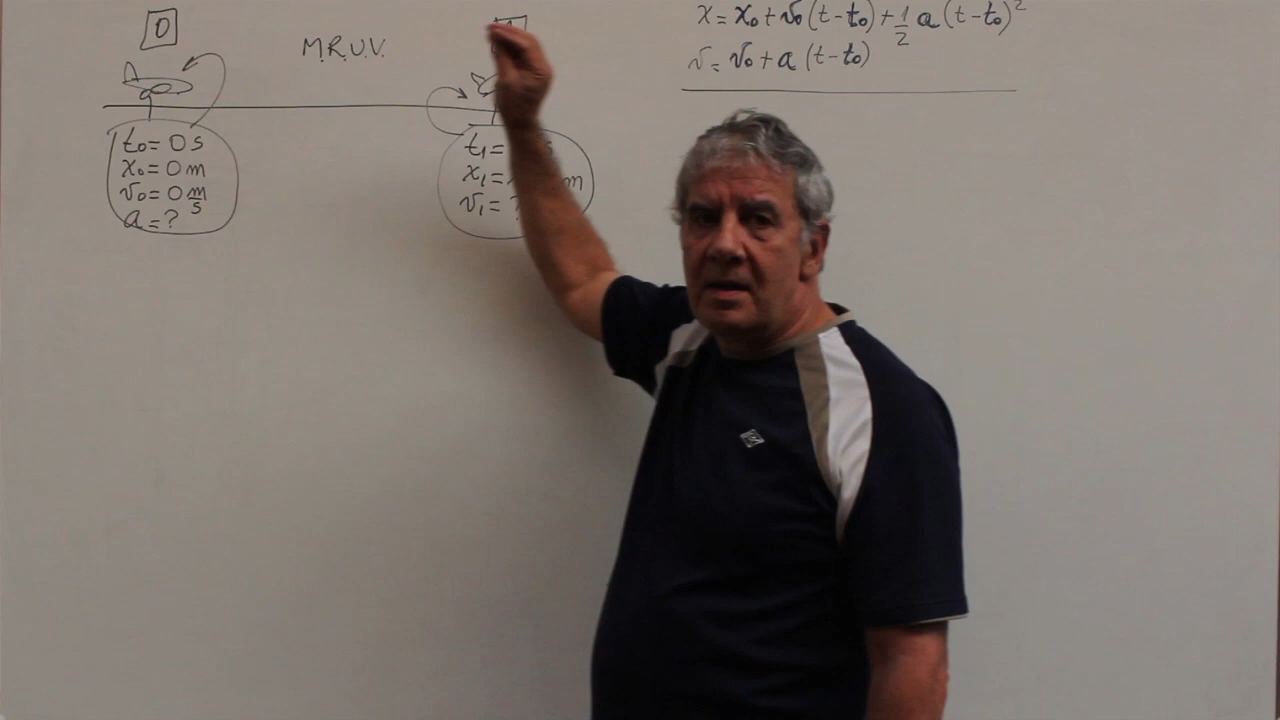 0
M.R.U.V.
x = x₀ + v₀ (t - t₀) + 1/2 a (t - t₀)²
v = v₀ + a (t - t₀)
t₀ = 0 s
x₀ = 0 m
v₀ = 0 m/s
a = ?
t₁ =
x₁ = m
v₁ =